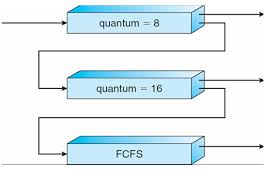 quantum = 8
quantum = 16
FCFS